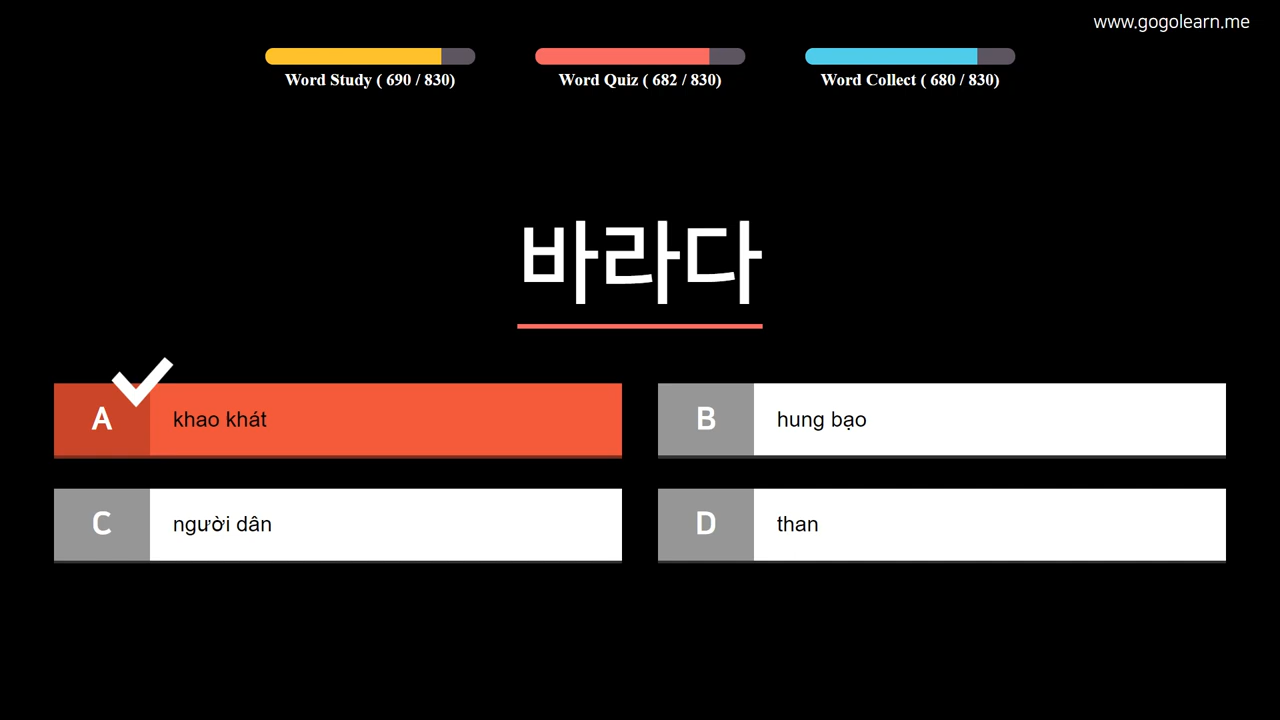 www.gogolearn.me
Word Study ( 690 / 830)
Word Quiz ( 682 / 830)
Word Collect ( 680 / 830)
바라다
A khao khát
B hung bạo
C người dân
D than